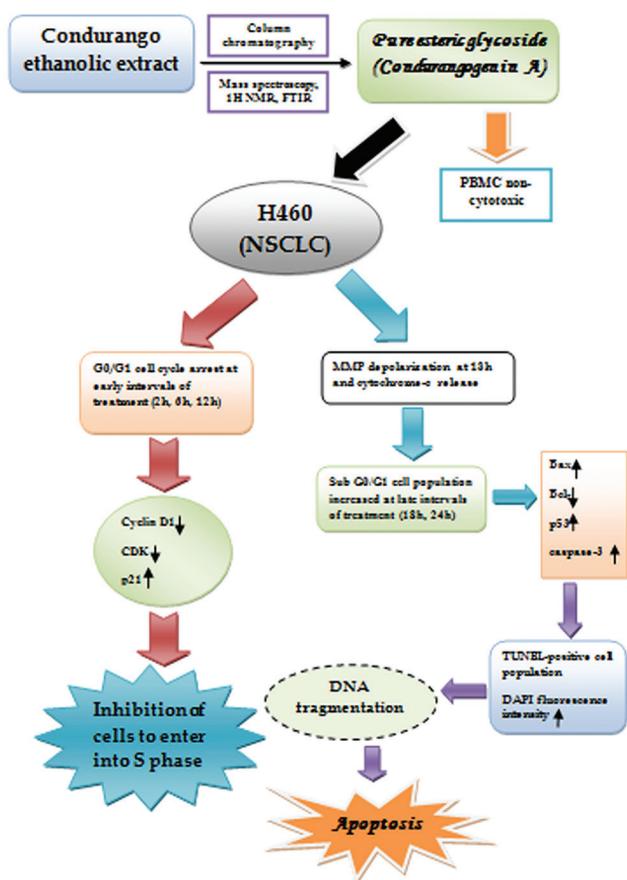 Condurango
ethanolic extract
Column
chromatography
Mass spectroscopy,
1H NMR, FTIR
Pure esteric glycoside
(Condurangogenin A)
PBMC non-
cytotoxic
H460
(NSCLC)
G0/G1 cell cycle arrest at
early intervals of
treatment (2h, 6h, 12h)
MMP depolarization at 18h
and cytochrome-c release
Sub G0/G1 cell population
increased at late intervals
of treatment (18h, 24h)
Bax↑
Bcl-↓
p53↑
caspase-3 ↑
Cyclin D1↓
CDK↓
p21↑
TUNEL-positive cell
population
DAPI fluorescence
intensity ↑
DNA
fragmentation
Inhibition of
cells to enter
into S phase
Apoptosis